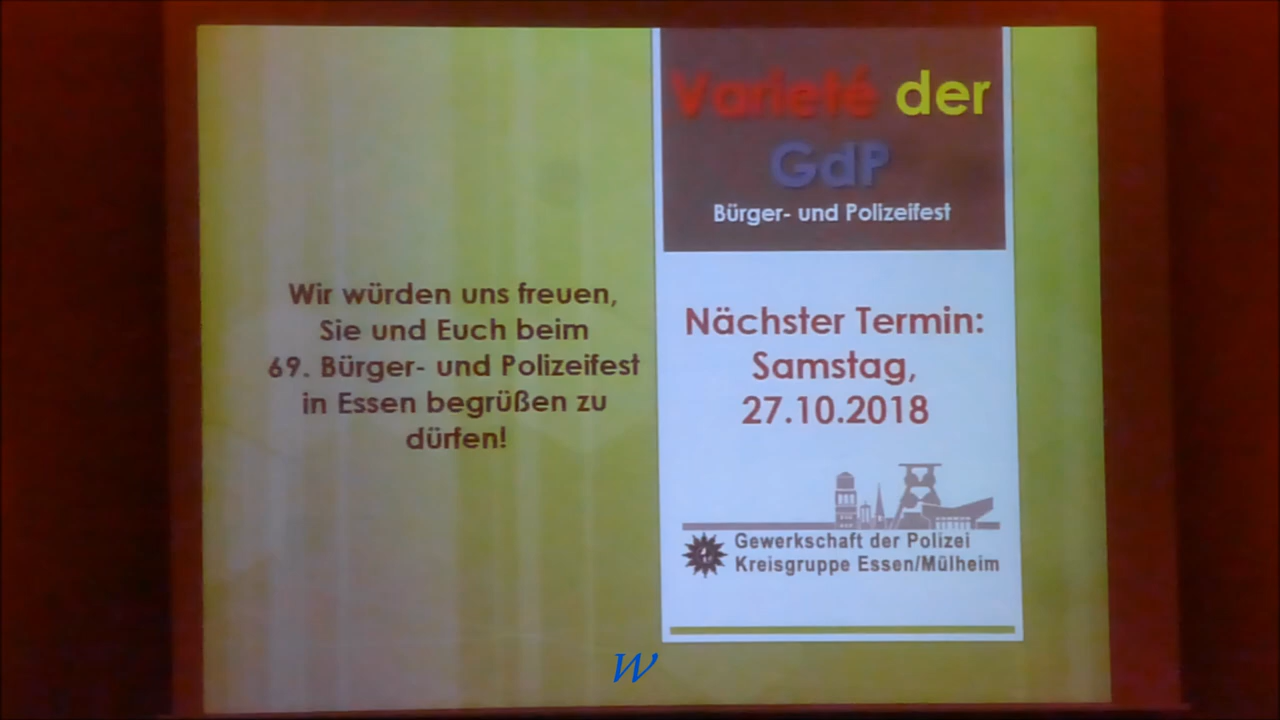 Wir würden uns freuen,
Sie und Euch beim
69. Bürger- und Polizeifest
in Essen begrüßen zu
dürfen!
Varieté der
GdP
Bürger- und Polizeifest
Nächster Termin:
Samstag,
27.10.2018
Gewerkschaft der Polizei
Kreisgruppe Essen/Mülheim
W